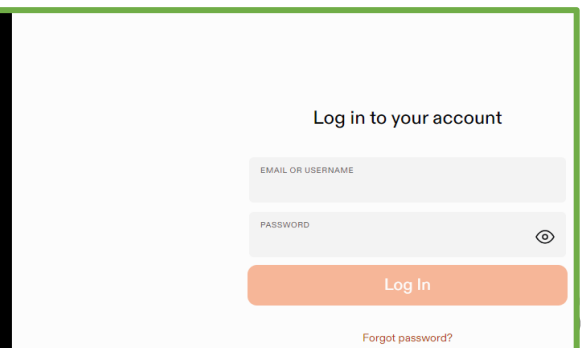 Log in to your account
EMAIL OR USERNAME
PASSWORD
Log In
Forgot password?